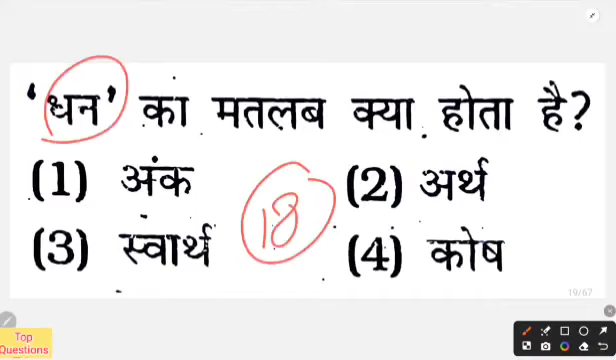 'धन' का मतलब क्या होता है?
(1) अंक (2) अर्थ
18
(3) स्वार्थ (4) कोष
19/67
Top
Questions